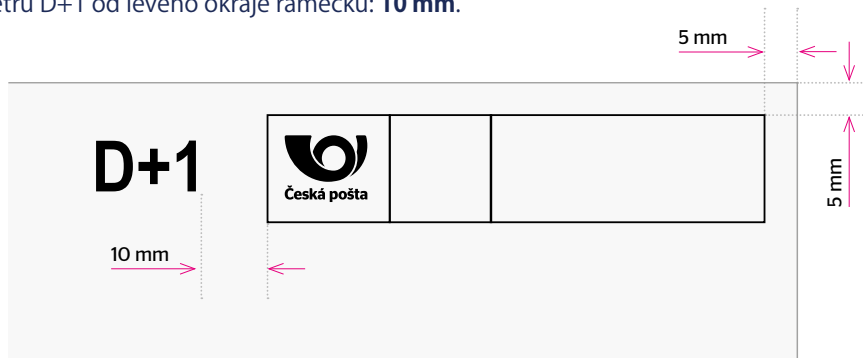 etru D+1 od levého okraje rámečku: 10 mm.
5 mm
D+1
Česká pošta
5 mm
10 mm